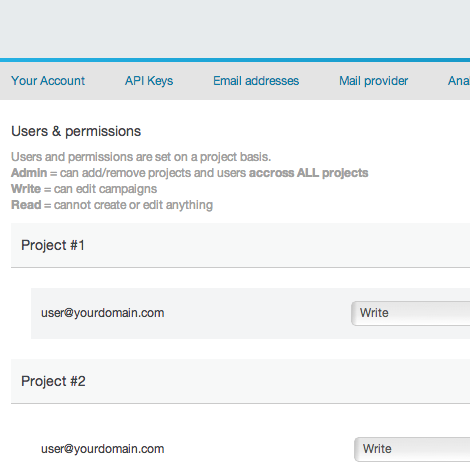 Your Account API Keys Email addresses Mail provider Ana
Users & permissions
Users and permissions are set on a project basis.
Admin = can add/remove projects and users accross ALL projects
Write = can edit campaigns
Read = cannot create or edit anything
Project #1
user@yourdomain.com Write
Project #2
user@yourdomain.com Write